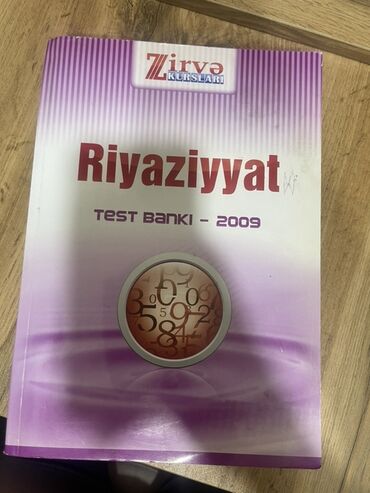 Zirvə
KURSLARI
Riyaziyyat
TEST BANKI - 2009